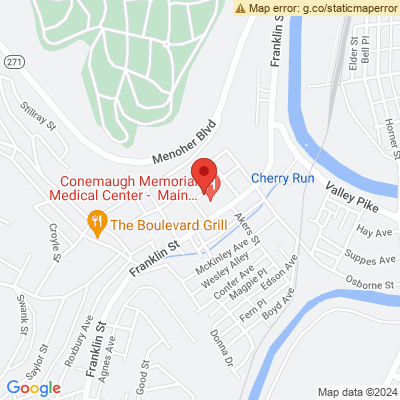 Map error: g.co/staticmaperror
Franklin St
Elder St
Bell Pl
271
Stillray St
Menoher Blvd
Horner St
Conemaugh Memorial
Medical Center - Main...
Cherry Run
Valley Pike
The Boulevard Grill
Akers St
Hay Ave
Croyle St
Franklin St
McKinley Ave
Wesley Alley
Confer Ave
Magpie Pl
Edson Ave
Suppes Ave
Osborne St
Fern Pl
Boyd Ave
Swank St
Roxbury Ave
Franklin St
Agnes Ave
Saylor St
Good St
Donna Dr
Google
Map data ©2024